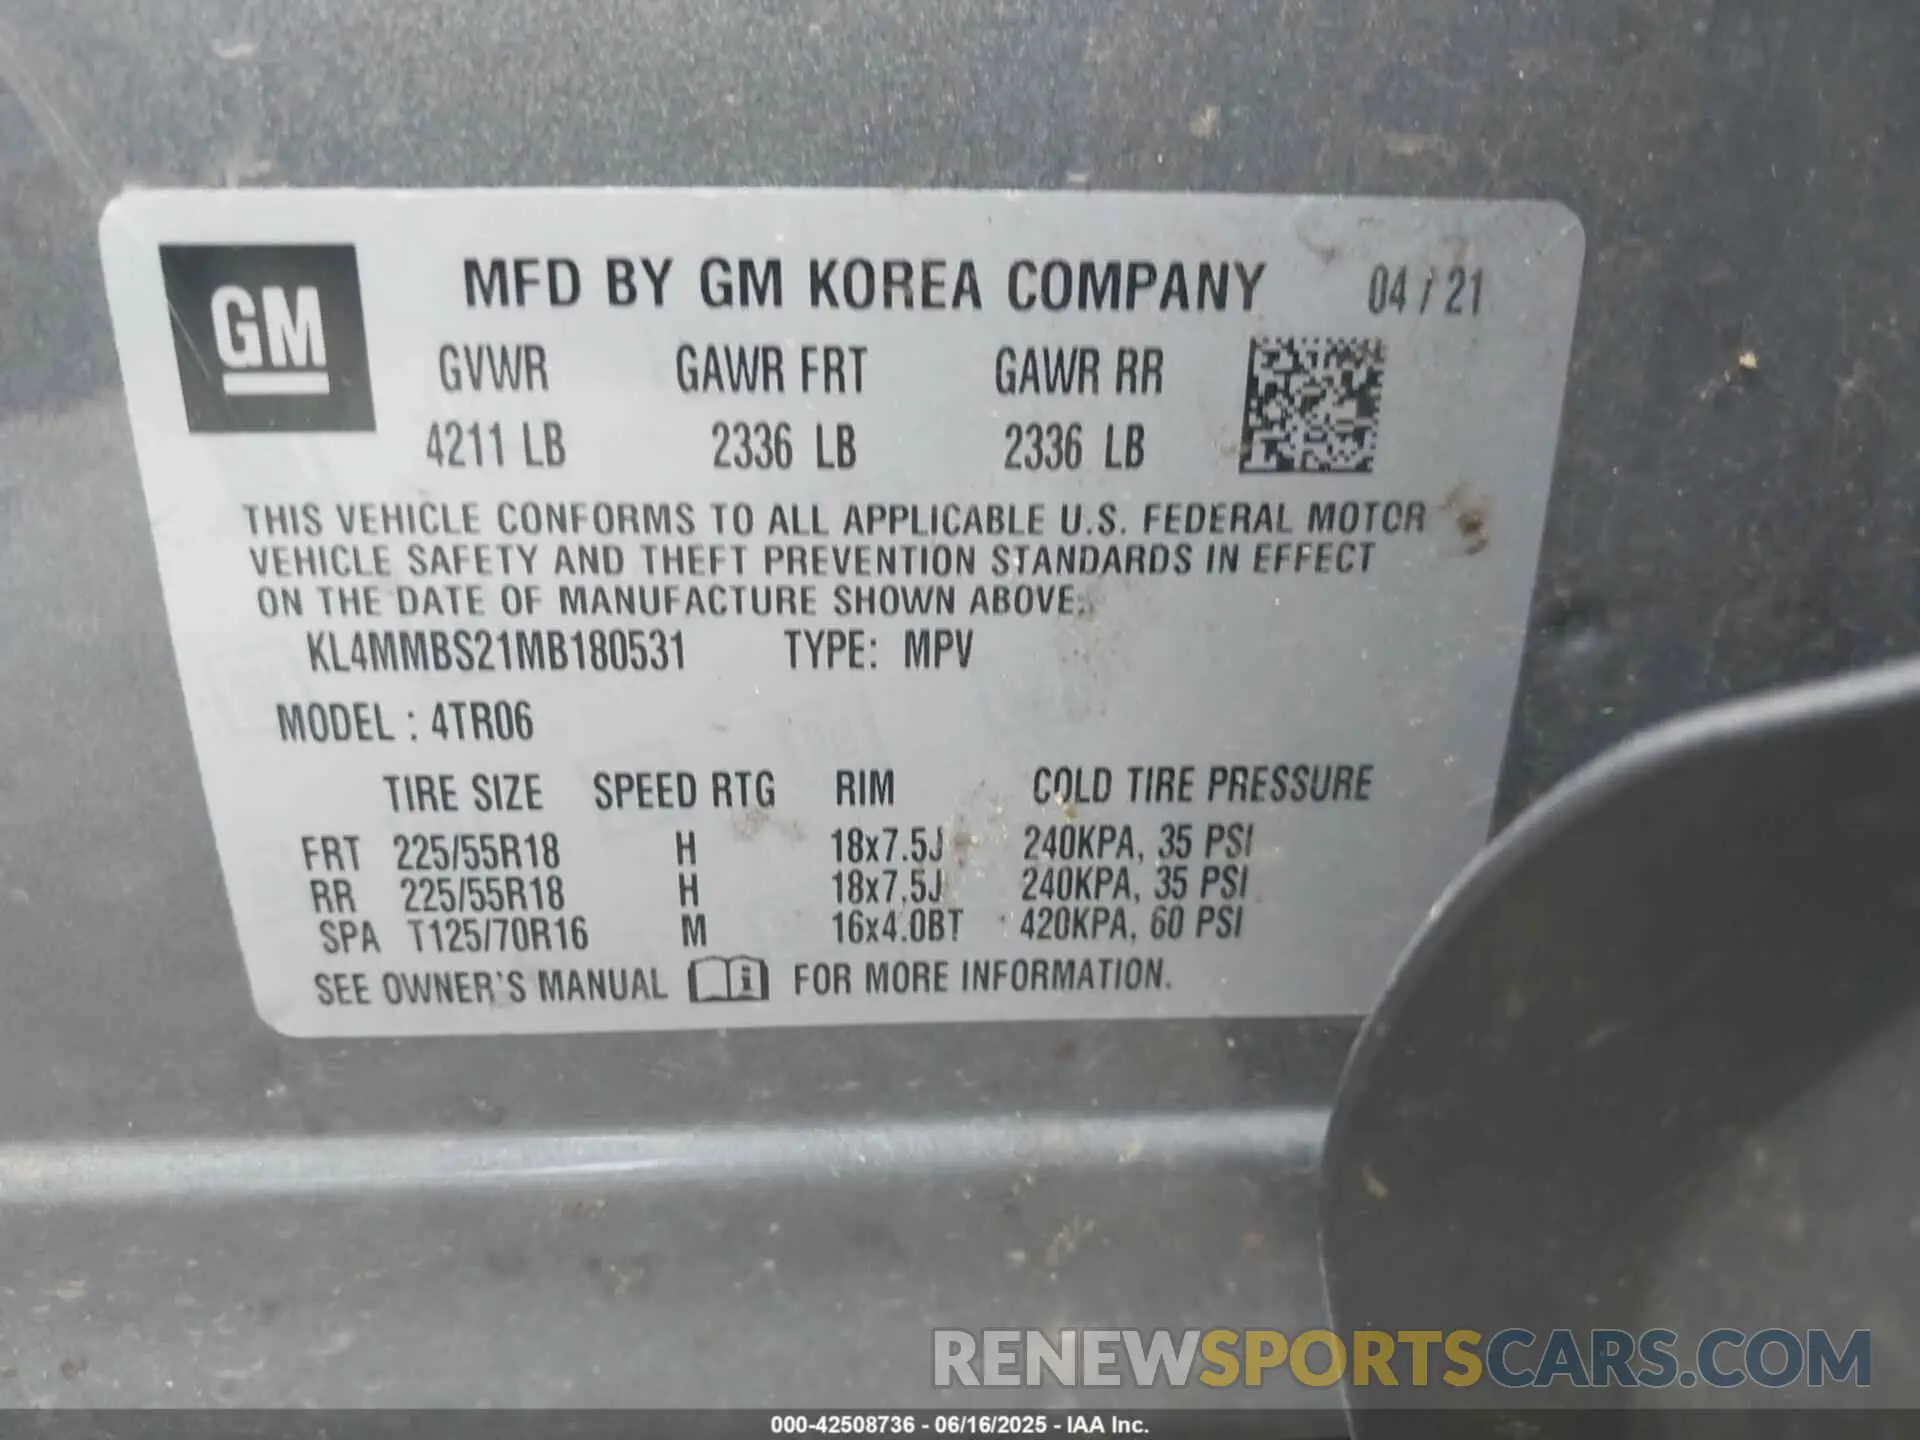 GM
MFD BY GM KOREA COMPANY 04 / 21
GVWR GAWR FRT GAWR RR
4211 LB 2336 LB 2336 LB
THIS VEHICLE CONFORMS TO ALL APPLICABLE U.S. FEDERAL MOTOR
VEHICLE SAFETY AND THEFT PREVENTION STANDARDS IN EFFECT
ON THE DATE OF MANUFACTURE SHOWN ABOVE.
KL4MMBS21MB180531 TYPE: MPV
MODEL : 4TR06
TIRE SIZE SPEED RTG RIM COLD TIRE PRESSURE
FRT 225/55R18 H 18x7.5J 240KPA, 35 PSI
RR 225/55R18 H 18x7.5J 240KPA, 35 PSI
SPA T125/70R16 M 16x4.0BT 420KPA, 60 PSI
SEE OWNER'S MANUAL FOR MORE INFORMATION.
RENEWSPORTSCARS.COM
000-42508736 - 06/16/2025 - IAA Inc.